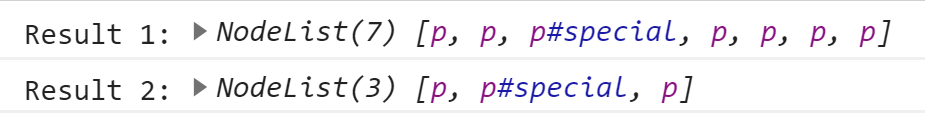 Result 1: ▶ NodeList(7) [p, p, p#special, p, p, p, p]
Result 2: ▶ NodeList(3) [p, p#special, p]